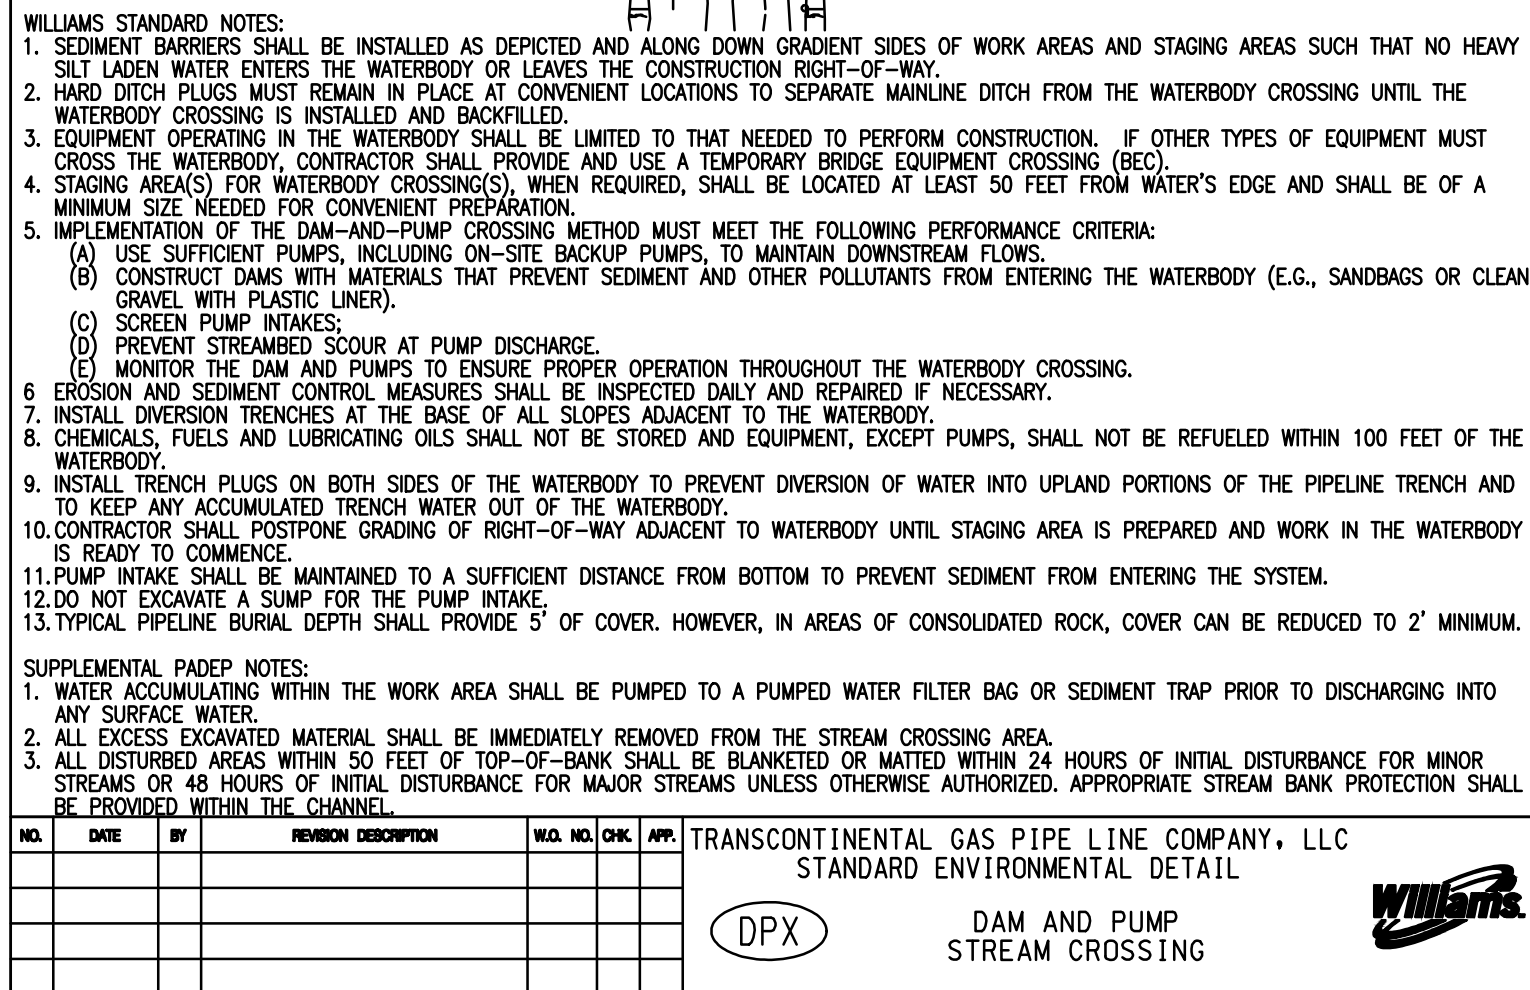 WILLIAMS STANDARD NOTES:
1. SEDIMENT BARRIERS SHALL BE INSTALLED AS DEPICTED AND ALONG DOWN GRADIENT SIDES OF WORK AREAS AND STAGING AREAS SUCH THAT NO HEAVY
SILT LADEN WATER ENTERS THE WATERBODY OR LEAVES THE CONSTRUCTION RIGHT-OF-WAY.
2. HARD DITCH PLUGS MUST REMAIN IN PLACE AT CONVENIENT LOCATIONS TO SEPARATE MAINLINE DITCH FROM THE WATERBODY CROSSING UNTIL THE
WATERBODY CROSSING IS INSTALLED AND BACKFILLED.
3. EQUIPMENT OPERATING IN THE WATERBODY SHALL BE LIMITED TO THAT NEEDED TO PERFORM CONSTRUCTION. IF OTHER TYPES OF EQUIPMENT MUST
CROSS THE WATERBODY, CONTRACTOR SHALL PROVIDE AND USE A TEMPORARY BRIDGE EQUIPMENT CROSSING (BEC).
4. STAGING AREA(S) FOR WATERBODY CROSSING(S), WHEN REQUIRED, SHALL BE LOCATED AT LEAST 50 FEET FROM WATER'S EDGE AND SHALL BE OF A
MINIMUM SIZE NEEDED FOR CONVENIENT PREPARATION.
5. IMPLEMENTATION OF THE DAM-AND-PUMP CROSSING METHOD MUST MEET THE FOLLOWING PERFORMANCE CRITERIA:
(A) USE SUFFICIENT PUMPS, INCLUDING ON-SITE BACKUP PUMPS, TO MAINTAIN DOWNSTREAM FLOWS.
(B) CONSTRUCT DAMS WITH MATERIALS THAT PREVENT SEDIMENT AND OTHER POLLUTANTS FROM ENTERING THE WATERBODY (E.G., SANDBAGS OR CLEAN
GRAVEL WITH PLASTIC LINER).
(C) SCREEN PUMP INTAKES;
(D) PREVENT STREAMBED SCOUR AT PUMP DISCHARGE.
(E) MONITOR THE DAM AND PUMPS TO ENSURE PROPER OPERATION THROUGHOUT THE WATERBODY CROSSING.
6 EROSION AND SEDIMENT CONTROL MEASURES SHALL BE INSPECTED DAILY AND REPAIRED IF NECESSARY.
7. INSTALL DIVERSION TRENCHES AT THE BASE OF ALL SLOPES ADJACENT TO THE WATERBODY.
8. CHEMICALS, FUELS AND LUBRICATING OILS SHALL NOT BE STORED AND EQUIPMENT, EXCEPT PUMPS, SHALL NOT BE REFUELED WITHIN 100 FEET OF THE
WATERBODY.
9. INSTALL TRENCH PLUGS ON BOTH SIDES OF THE WATERBODY TO PREVENT DIVERSION OF WATER INTO UPLAND PORTIONS OF THE PIPELINE TRENCH AND
TO KEEP ANY ACCUMULATED TRENCH WATER OUT OF THE WATERBODY.
10. CONTRACTOR SHALL POSTPONE GRADING OF RIGHT-OF-WAY ADJACENT TO WATERBODY UNTIL STAGING AREA IS PREPARED AND WORK IN THE WATERBODY
IS READY TO COMMENCE.
11. PUMP INTAKE SHALL BE MAINTAINED TO A SUFFICIENT DISTANCE FROM BOTTOM TO PREVENT SEDIMENT FROM ENTERING THE SYSTEM.
12. DO NOT EXCAVATE A SUMP FOR THE PUMP INTAKE.
13. TYPICAL PIPELINE BURIAL DEPTH SHALL PROVIDE 5' OF COVER. HOWEVER, IN AREAS OF CONSOLIDATED ROCK, COVER CAN BE REDUCED TO 2' MINIMUM.
SUPPLEMENTAL PADEP NOTES:
1. WATER ACCUMULATING WITHIN THE WORK AREA SHALL BE PUMPED TO A PUMPED WATER FILTER BAG OR SEDIMENT TRAP PRIOR TO DISCHARGING INTO
ANY SURFACE WATER.
2. ALL EXCESS EXCAVATED MATERIAL SHALL BE IMMEDIATELY REMOVED FROM THE STREAM CROSSING AREA.
3. ALL DISTURBED AREAS WITHIN 50 FEET OF TOP-OF-BANK SHALL BE BLANKETED OR MATTED WITHIN 24 HOURS OF INITIAL DISTURBANCE FOR MINOR
STREAMS OR 48 HOURS OF INITIAL DISTURBANCE FOR MAJOR STREAMS UNLESS OTHERWISE AUTHORIZED. APPROPRIATE STREAM BANK PROTECTION SHALL
BE PROVIDED WITHIN THE CHANNEL.
NO. DATE BY REVISION DESCRIPTION W.O. NO. CHK. APP.
TRANSCONTINENTAL GAS PIPE LINE COMPANY, LLC
STANDARD ENVIRONMENTAL DETAIL
DPX
DAM AND PUMP
STREAM CROSSING
Williams.